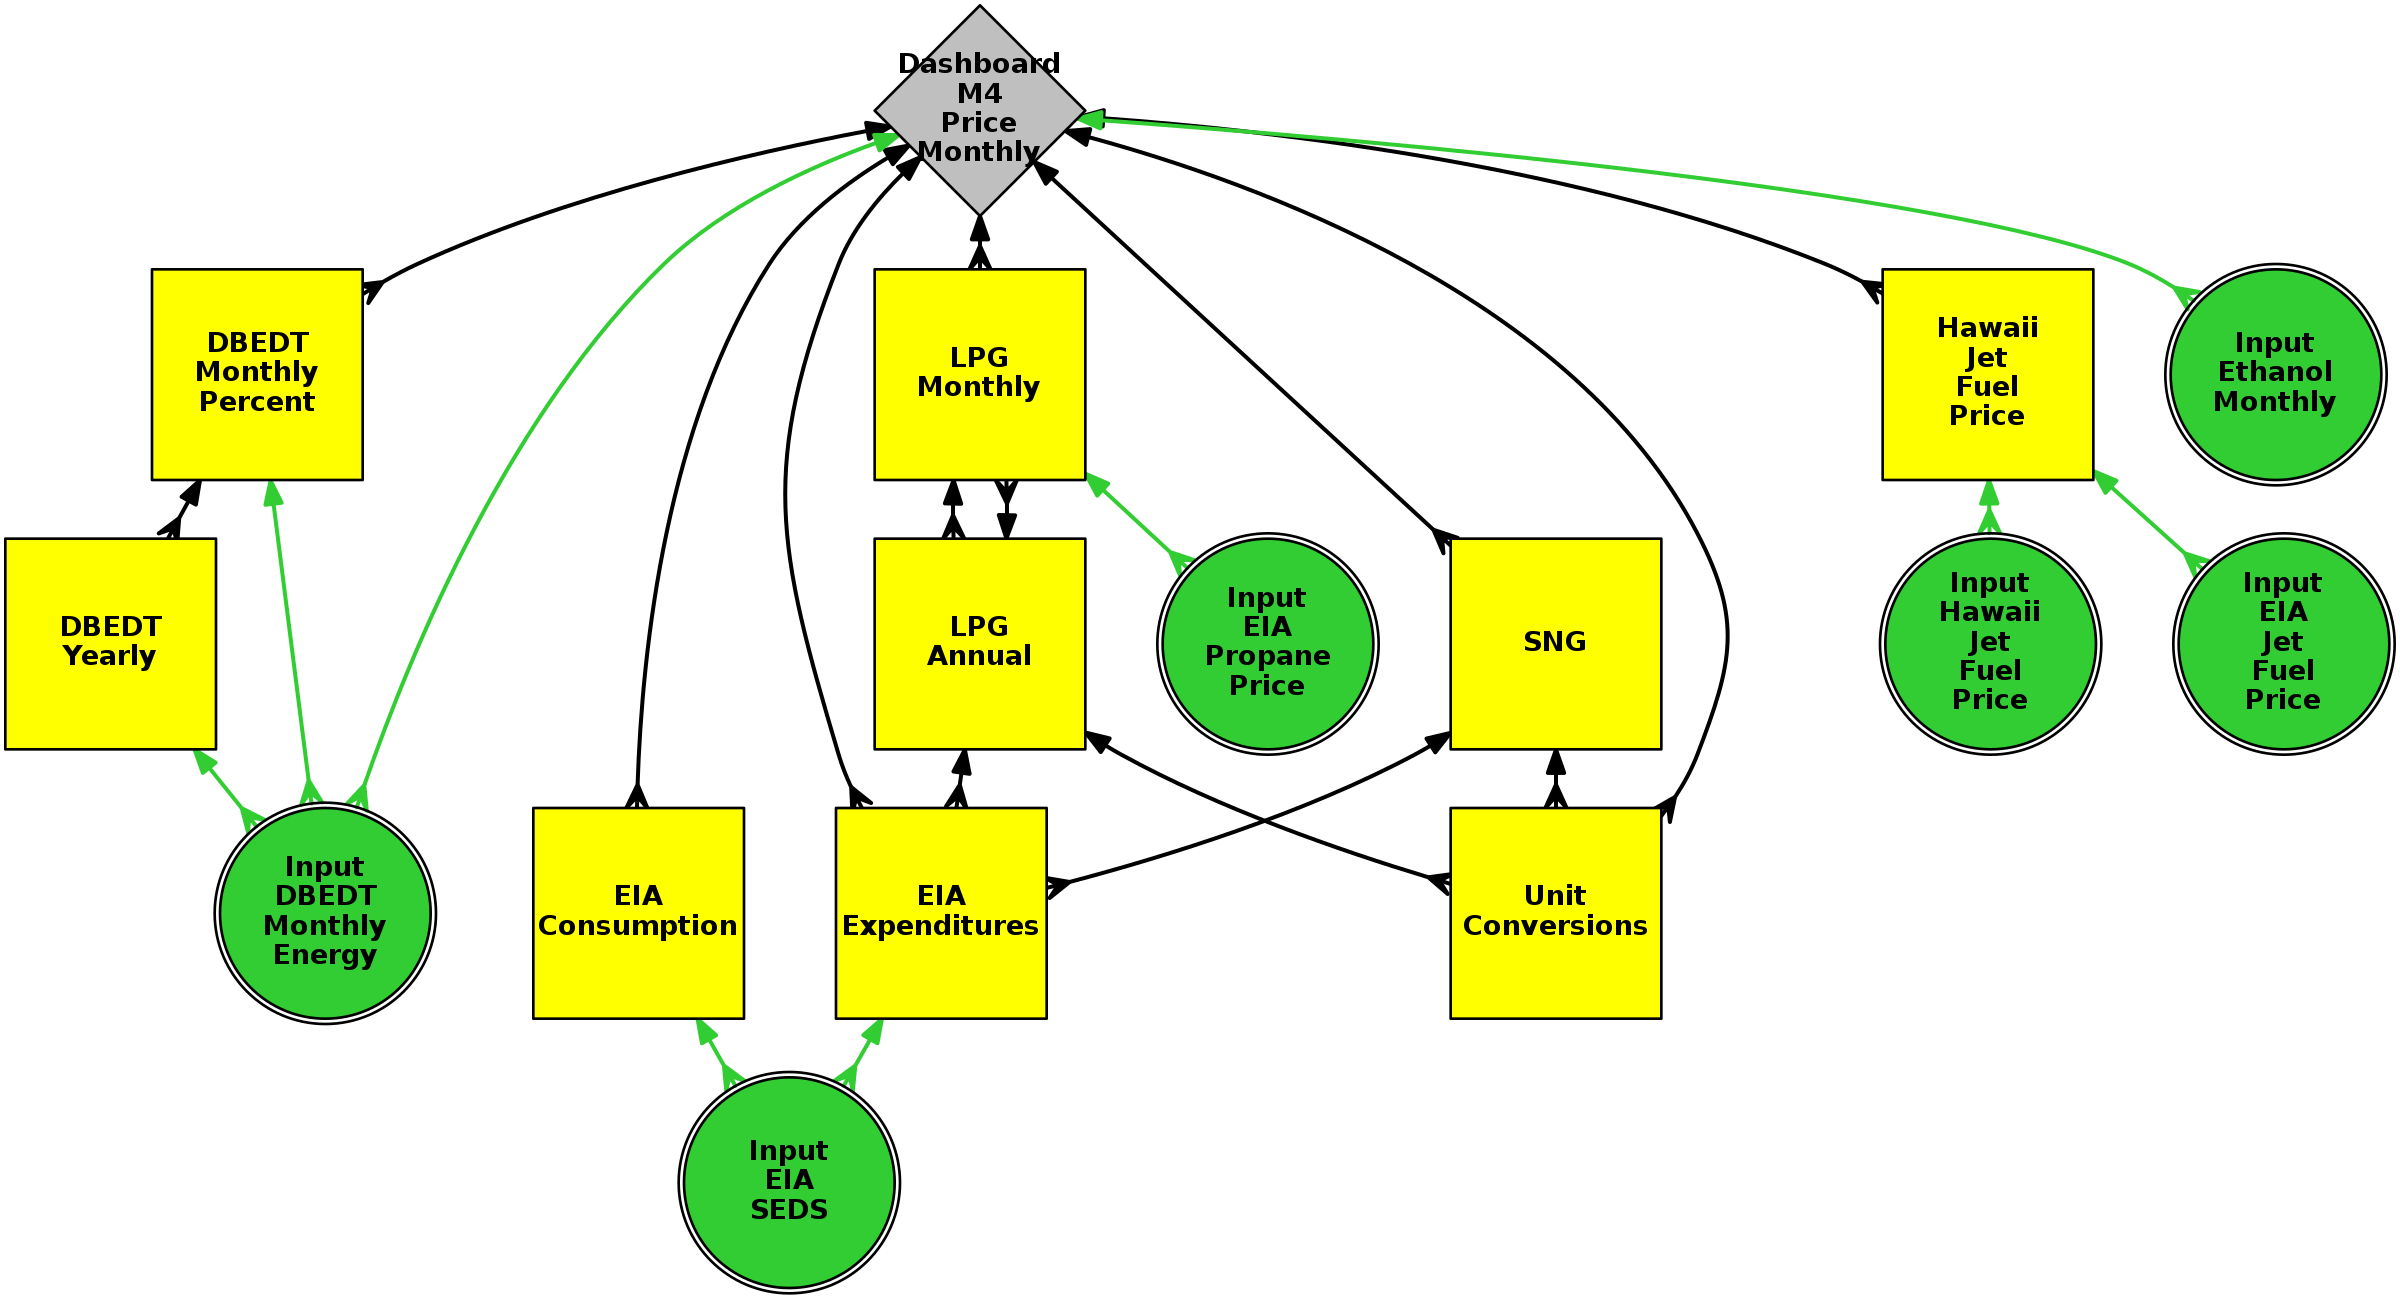 Dashboard
M4
Price
Monthly
DBEDT
Monthly
Percent
LPG
Monthly
Hawaii
Jet
Fuel
Price
Input
Ethanol
Monthly
DBEDT
Yearly
LPG
Annual
Input
EIA
Propane
Price
SNG
Input
Hawaii
Jet
Fuel
Price
Input
EIA
Jet
Fuel
Price
Input
DBEDT
Monthly
Energy
EIA
Consumption
EIA
Expenditures
Unit
Conversions
Input
EIA
SEDS